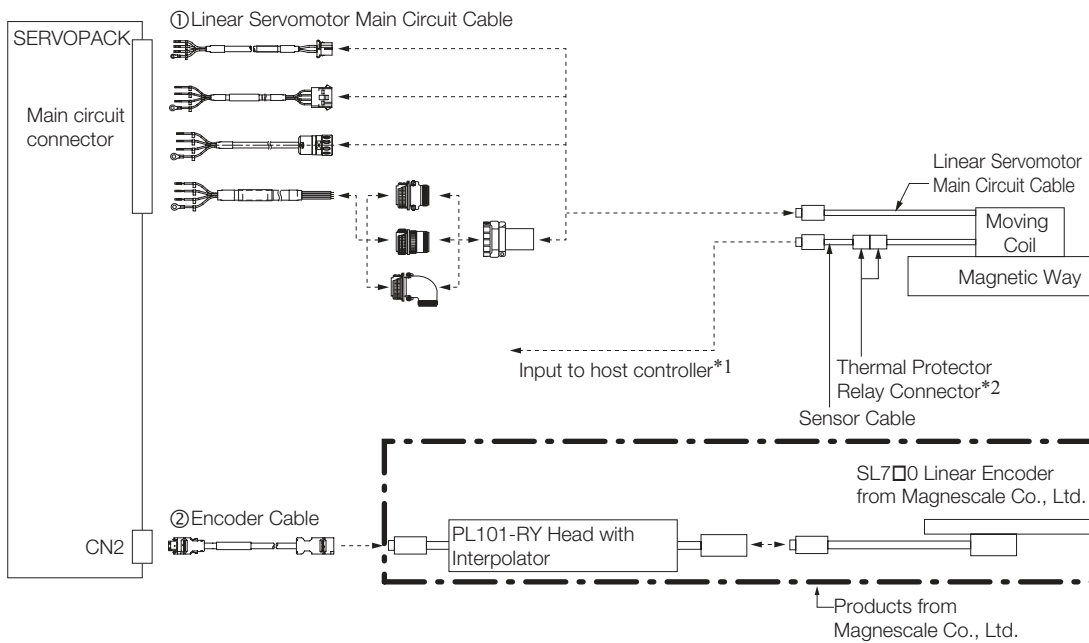 ①Linear Servomotor Main Circuit Cable
SERVOPACK
Main circuit
connector
Linear Servomotor
Main Circuit Cable
Moving
Coil
Magnetic Way
Input to host controller*1
Thermal Protector
Relay Connector*2
Sensor Cable
SL7□0 Linear Encoder
from Magnescale Co., Ltd.
②Encoder Cable
CN2
PL101-RY Head with
Interpolator
Products from
Magnescale Co., Ltd.